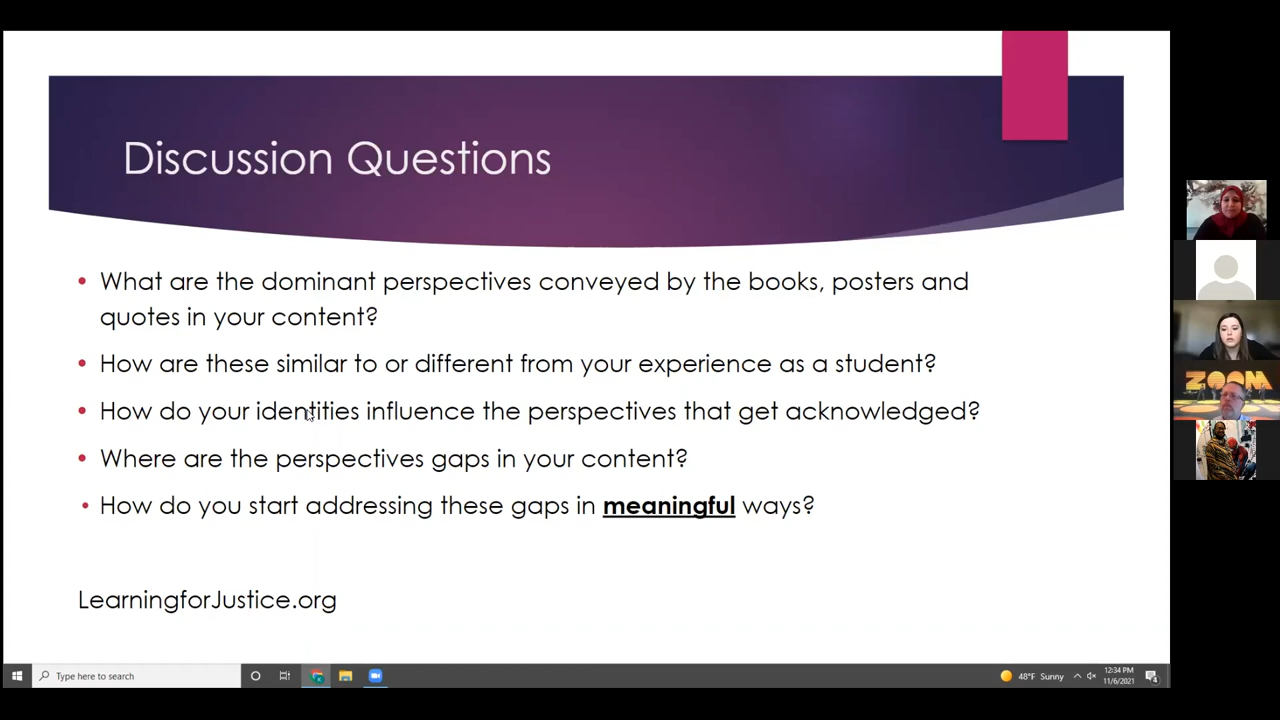 Discussion Questions
• What are the dominant perspectives conveyed by the books, posters and
quotes in your content?
• How are these similar to or different from your experience as a student?
• How do your identities influence the perspectives that get acknowledged?
• Where are the perspectives gaps in your content?
• How do you start addressing these gaps in meaningful ways?
LearningforJustice.org
ZOOM
Type here to search
48°F Sunny
12:34 PM
11/6/2021